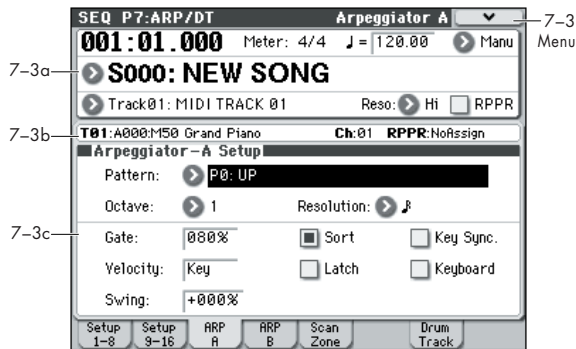 SEQ P7:ARP/DT Arpeggiator A
7–3 Menu
001:01.000 Meter: 4/4 ♩= 120.00 Manu
7–3a
S000: NEW SONG
Track01: MIDI TRACK 01 Reso: Hi RPPR
7–3b
T01:A000:M50 Grand Piano Ch:01 RPPR:NoAssign
Arpeggiator-A Setup
Pattern: P0: UP
Octave: 1 Resolution: ♪
7–3c
Gate: 080% Sort Key Sync.
Velocity: Key Latch Keyboard
Swing: +000%
Setup 1-8 Setup 9-16 ARP A ARP B Scan Zone Drum Track